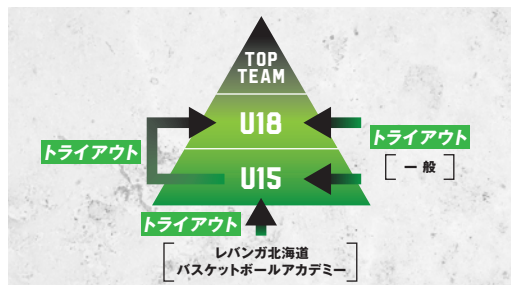 TOP
TEAM
U18
トライアウト
トライアウト
[一般]
U15
トライアウト
[レバンガ北海道
バスケットボールアカデミー]